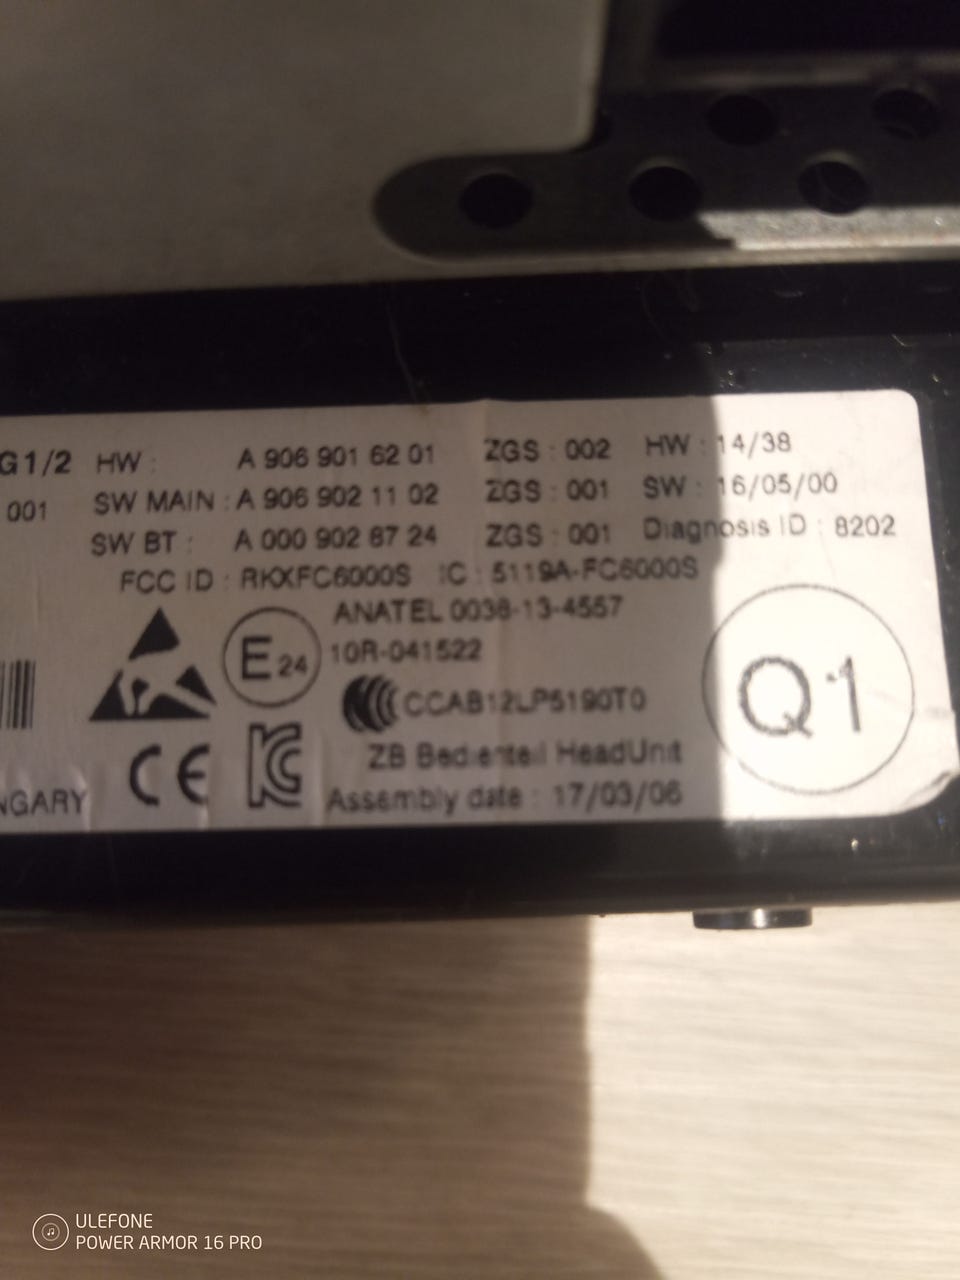 G1/2 HW : A 906 901 62 01 ZGS : 002 HW : 14/38
001 SW MAIN : A 906 902 11 02 ZGS : 001 SW : 16/05/00
SW BT : A 000 902 87 24 ZGS : 001 Diagnosis ID : 8202
FCC ID : RKXFC6000S IC : 5119A-FC6000S
ANATEL 0038-13-4557
E24 10R-041522
CCAB12LP5190T0
Q1
CE
ZB Bedienteil HeadUnit
NGARY Assembly date : 17/03/06
ULEFONE
POWER ARMOR 16 PRO